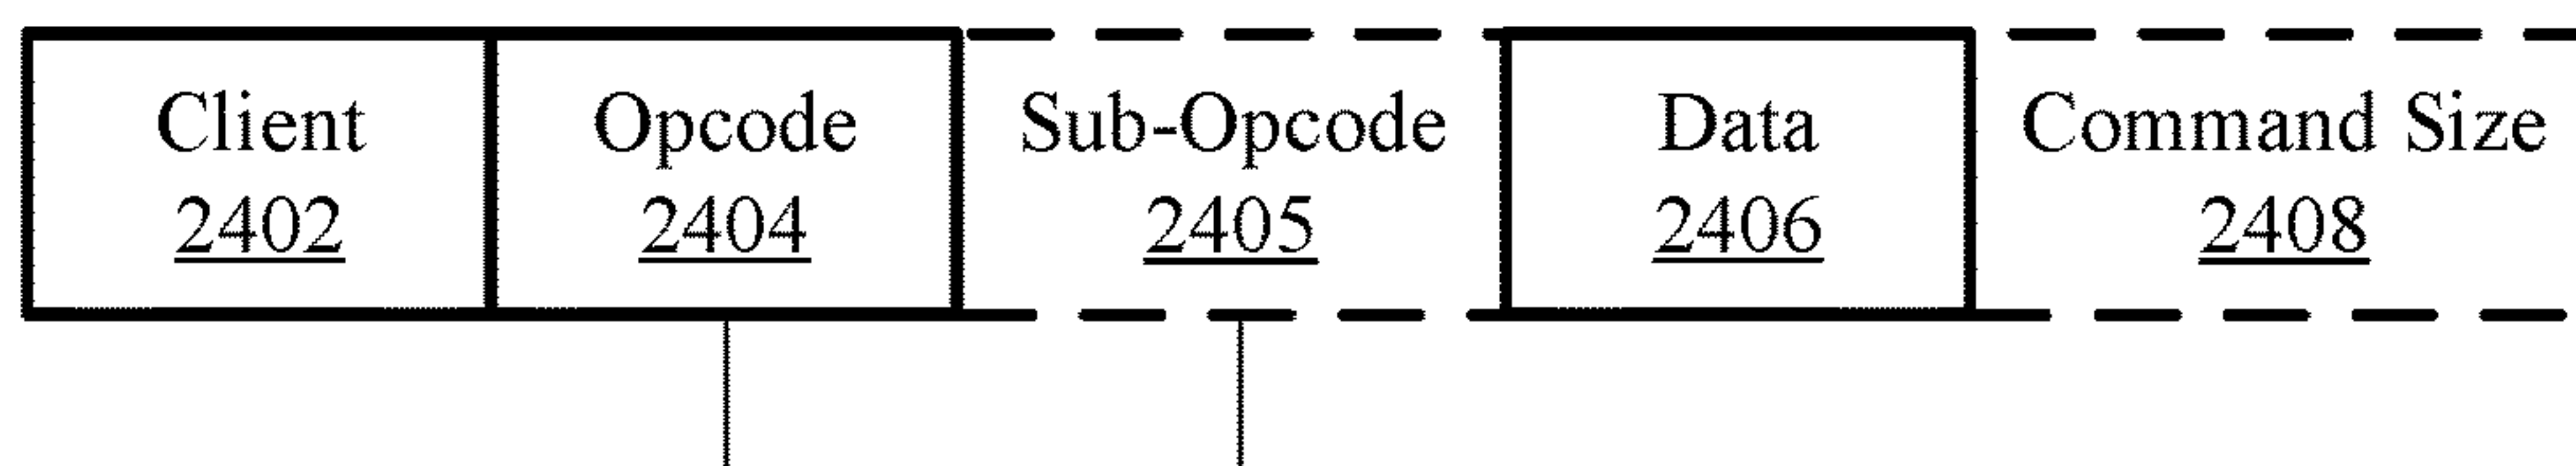 Client Opcode Sub-Opcode Data Command Size
2402 2404 2405 2406 2408